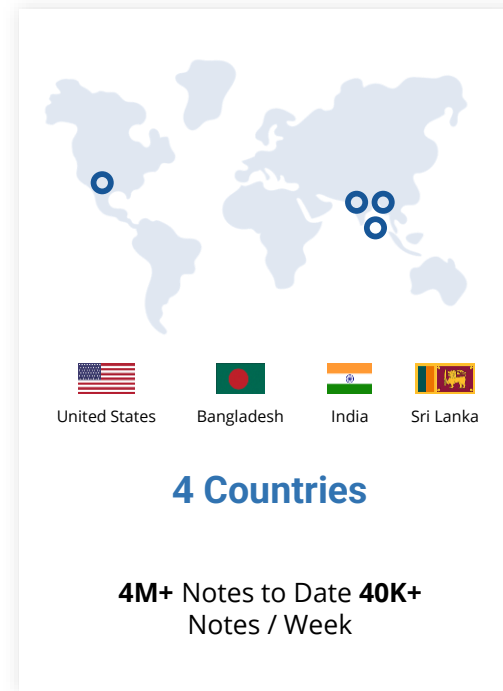 United States Bangladesh India Sri Lanka
4 Countries
4M+ Notes to Date 40K+
Notes / Week